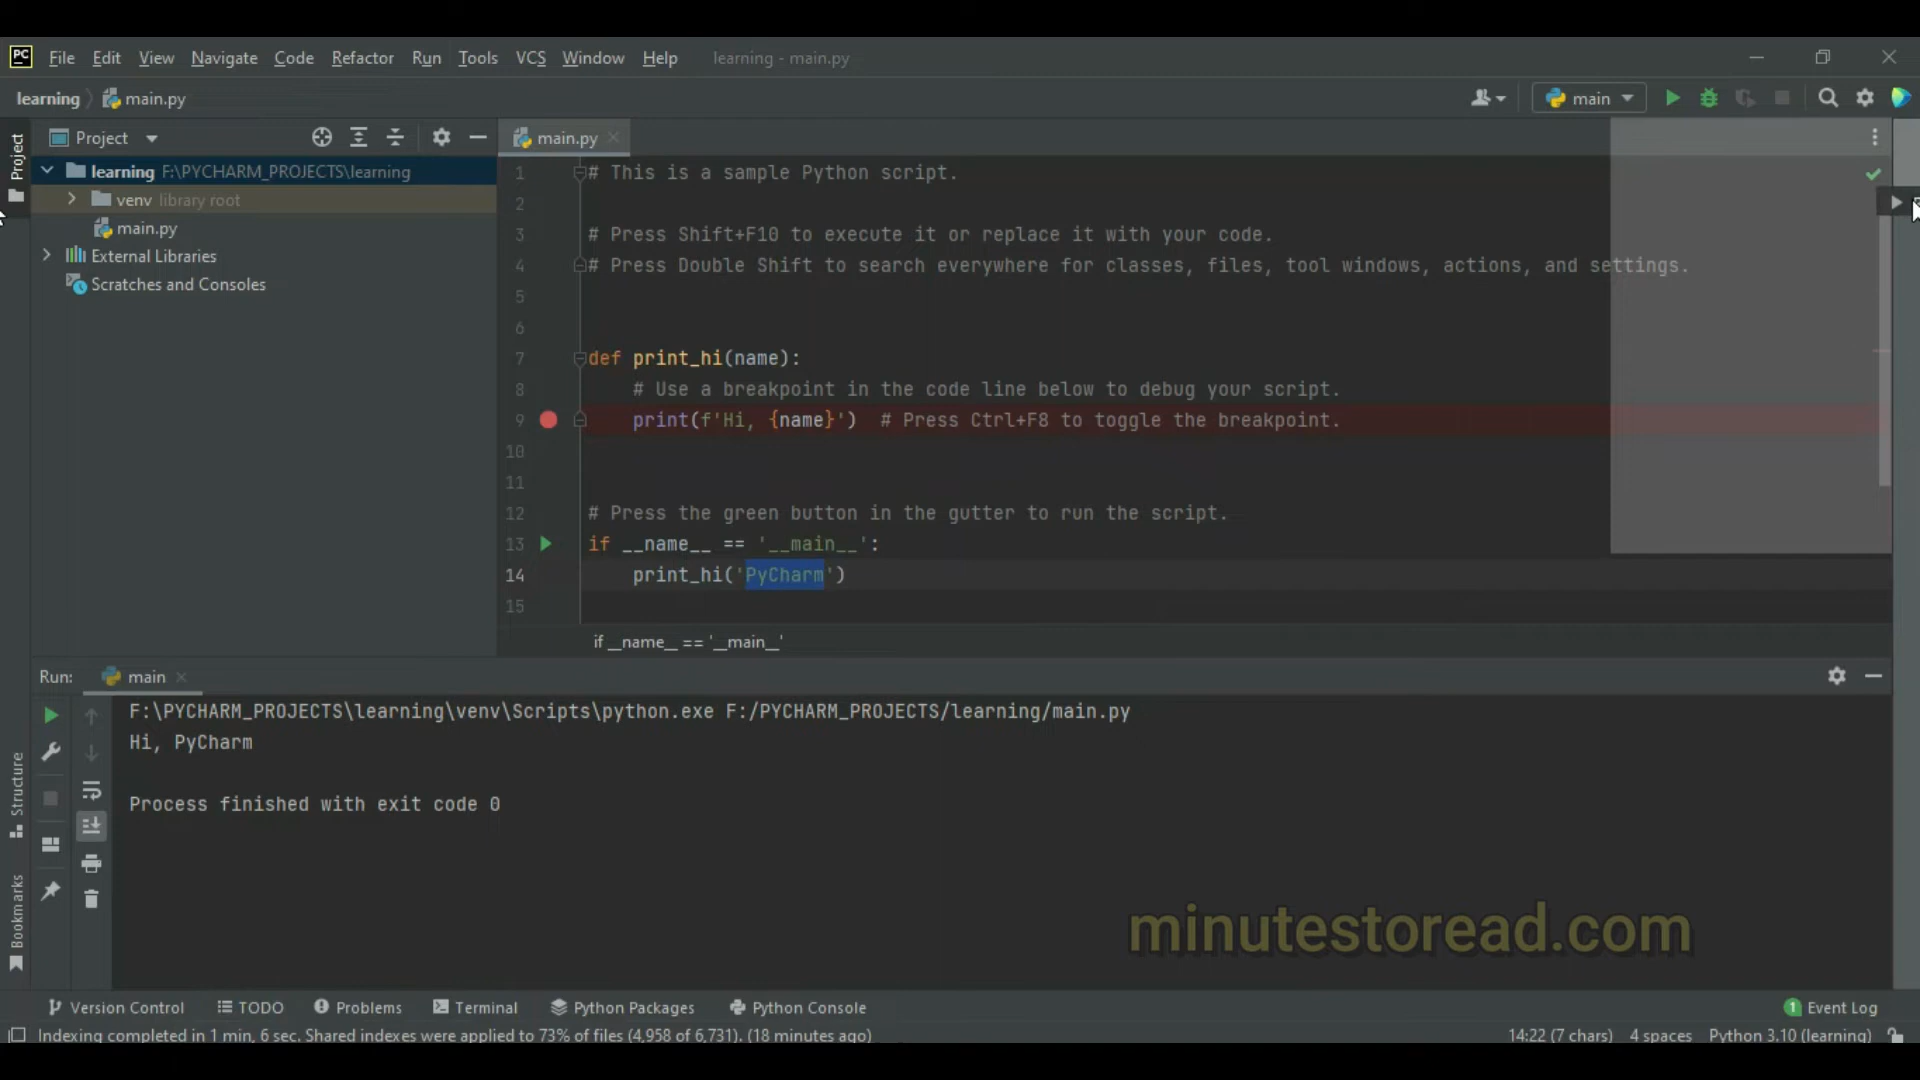 PC File Edit View Navigate Code Refactor Run Tools VCS Window Help learning - main.py
learning main.py main
Project
Project
main.py
learning F:\PYCHARM_PROJECTS\learning
venv library root
main.py
External Libraries
Scratches and Consoles
1 # This is a sample Python script.
2
3 # Press Shift+F10 to execute it or replace it with your code.
4 # Press Double Shift to search everywhere for classes, files, tool windows, actions, and settings.
5
6
7 def print_hi(name):
8 # Use a breakpoint in the code line below to debug your script.
9 print(f'Hi, {name}') # Press Ctrl+F8 to toggle the breakpoint.
10
11
12 # Press the green button in the gutter to run the script.
13 if __name__ == '__main__':
14 print_hi('PyCharm')
15
if __name__ == '__main__'
Run: main
F:\PYCHARM_PROJECTS\learning\venv\Scripts\python.exe F:/PYCHARM_PROJECTS/learning/main.py
Hi, PyCharm
Process finished with exit code 0
Structure
Bookmarks
minutestoread.com
Version Control TODO Problems Terminal Python Packages Python Console 1 Event Log
Indexing completed in 1 min, 6 sec. Shared indexes were applied to 73% of files (4,958 of 6,731). (18 minutes ago) 14:22 (7 chars) 4 spaces Python 3.10 (learning)